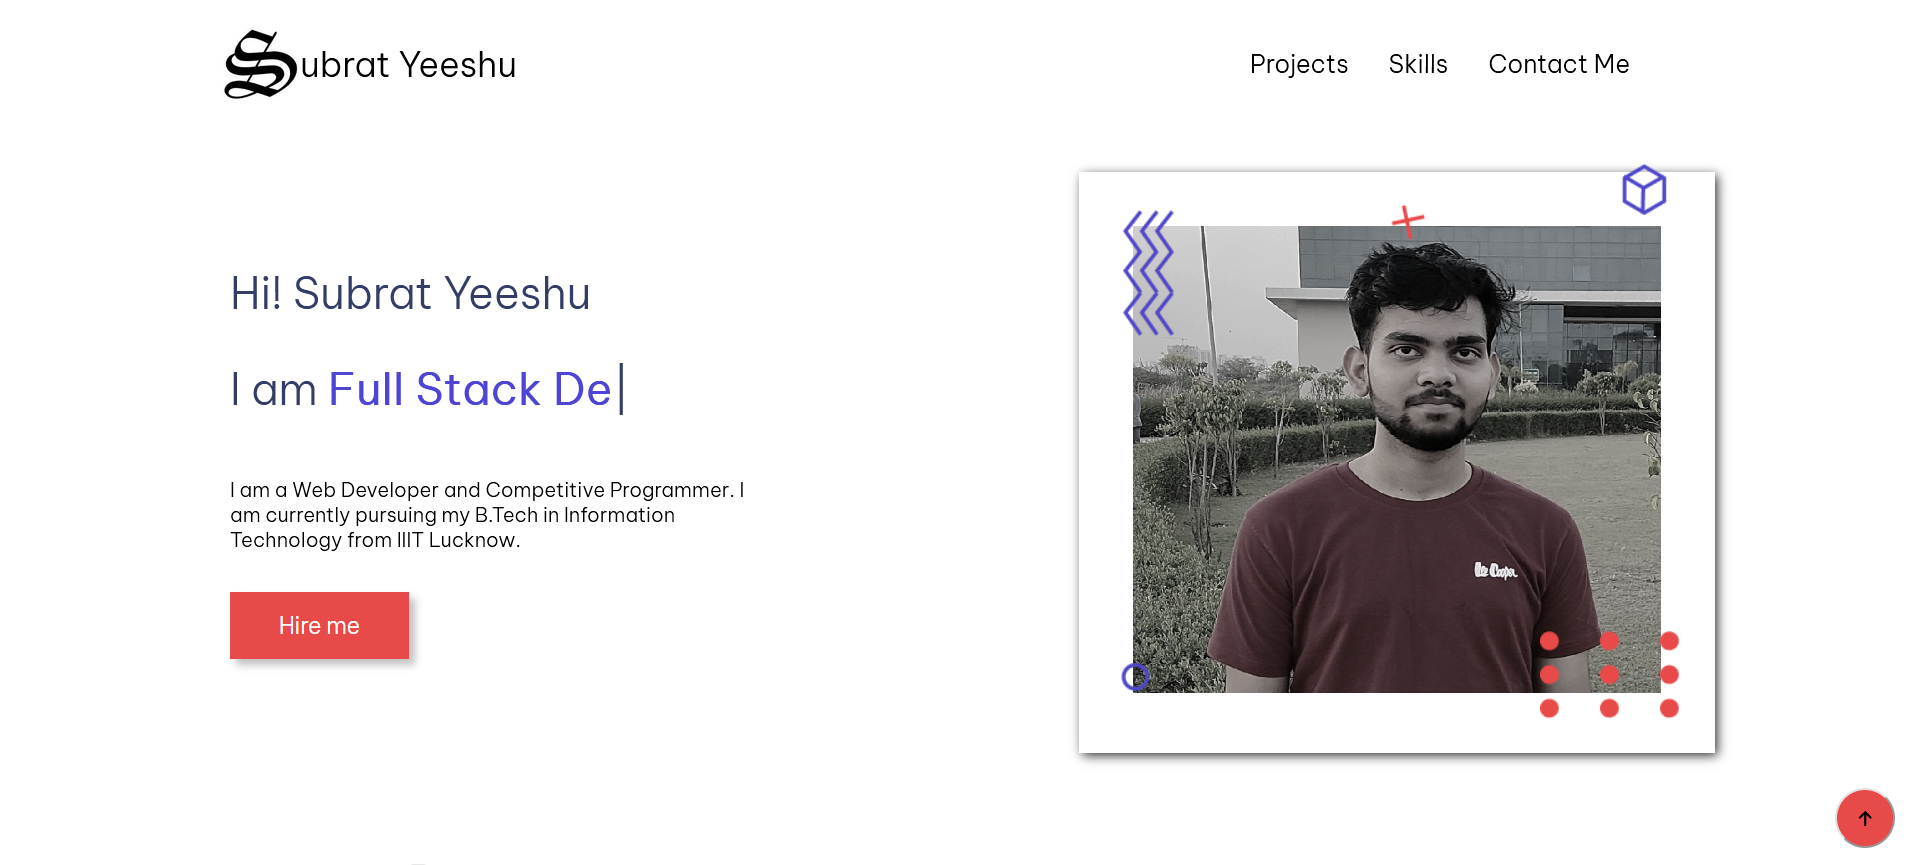 Subrat Yeeshu
Projects
Skills
Contact Me
Hi! Subrat Yeeshu
I am Full Stack De|
I am a Web Developer and Competitive Programmer. I
am currently pursuing my B.Tech in Information
Technology from IIIT Lucknow.
Hire me
Lee Cooper